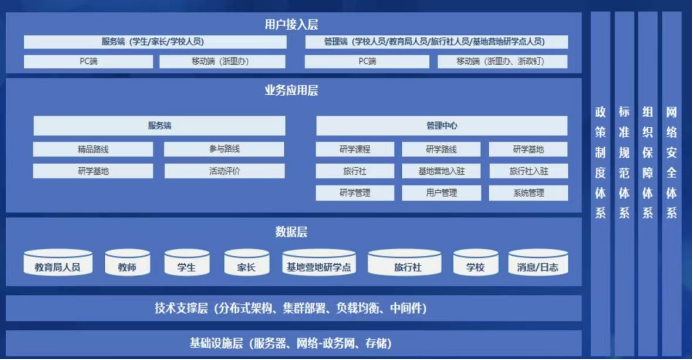 用户接入层
服务端（学生/家长/学校人员）
管理端（学校人员/教育局人员/旅行社人员/基地营地研学点人员）
PC端
移动端（浙里办）
PC端
移动端（浙里办、浙政钉）
业务应用层
服务端
管理中心
精品路线
参与路线
研学课程
研学路线
研学基地
研学基地
活动评价
旅行社
基地营地入驻
旅行社入驻
研学管理
用户管理
系统管理
数据层
教育局人员
教师
学生
家长
基地营地研学点
旅行社
学校
消息/日志
技术支撑层（分布式架构、集群部署、负载均衡、中间件）
基础设施层（服务器、网络-政务网、存储）
政策制度体系
标准规范体系
组织保障体系
网络安全体系